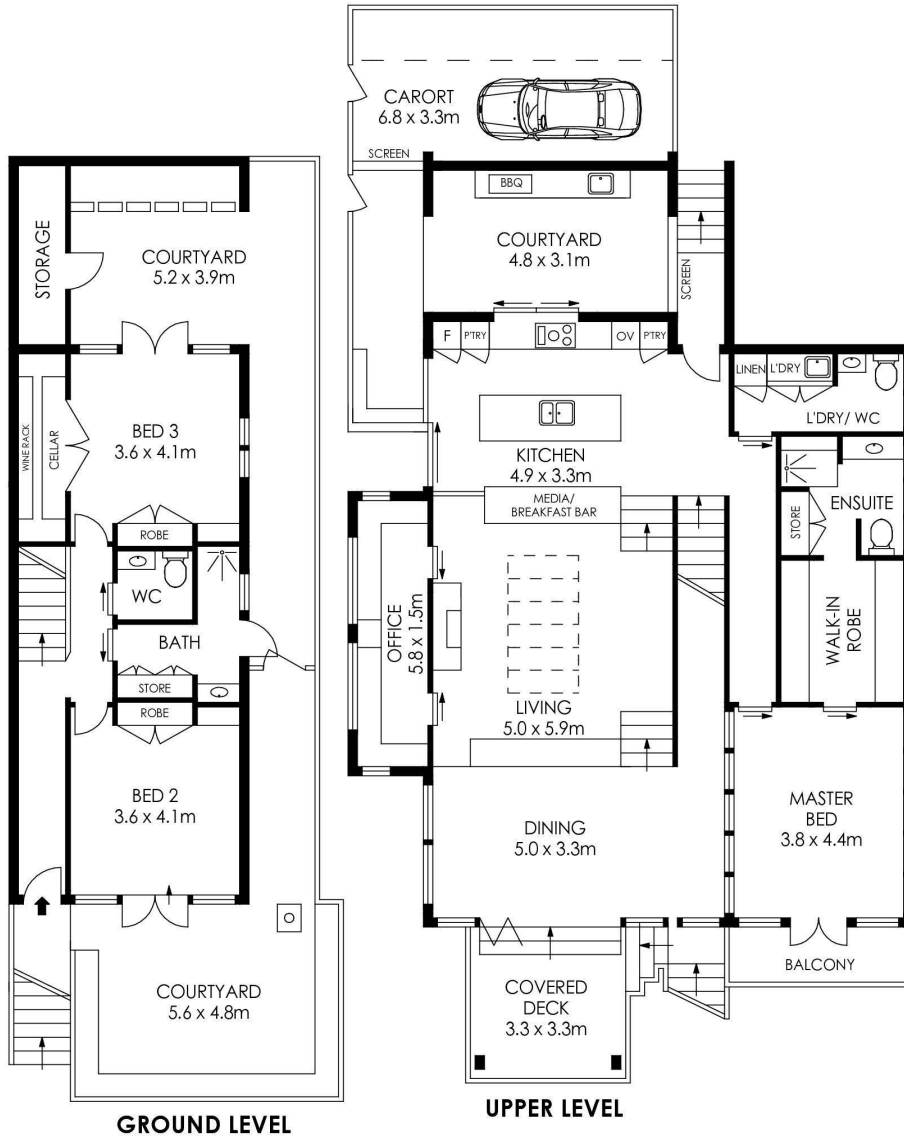 STORAGE
COURTYARD
5.2 x 3.9m
WINE RACK
CELLAR
BED 3
3.6 x 4.1m
ROBE
WC
BATH
STORE
ROBE
BED 2
3.6 x 4.1m
COURTYARD
5.6 x 4.8m
GROUND LEVEL
CARORT
6.8 x 3.3m
SCREEN
BBQ
COURTYARD
4.8 x 3.1m
SCREEN
F
P'TRY
OV
P'TRY
KITCHEN
4.9 x 3.3m
MEDIA/
BREAKFAST BAR
LINEN
L'DRY
L'DRY/ WC
ENSUITE
STORE
WALK-IN
ROBE
OFFICE
5.8 x 1.5m
LIVING
5.0 x 5.9m
DINING
5.0 x 3.3m
MASTER
BED
3.8 x 4.4m
BALCONY
COVERED
DECK
3.3 x 3.3m
UPPER LEVEL